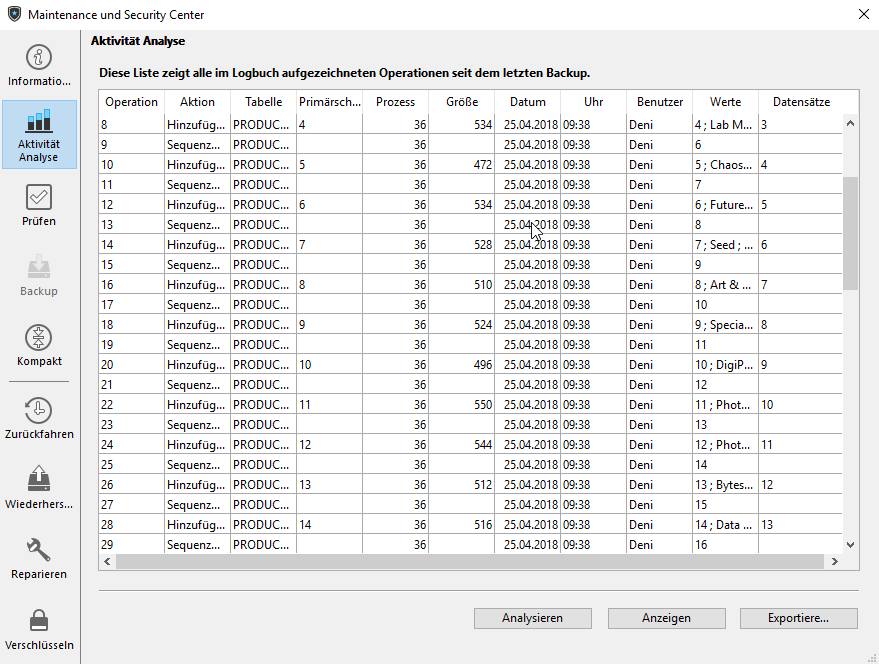 Maintenance und Security Center
Informatio...
Aktivität
Analyse
Prüfen
Backup
Kompakt
Zurückfahren
Wiederhers...
Reparieren
Verschlüsseln
Aktivität Analyse
Diese Liste zeigt alle im Logbuch aufgezeichneten Operationen seit dem letzten Backup.
Operation Aktion Tabelle Primärsch... Prozess Größe Datum Uhr Benutzer Werte Datensätze
8 Hinzufüg... PRODUC... 4 36 534 25.04.2018 09:38 Deni 4 ; Lab M... 3
9 Sequenz... PRODUC... 36 25.04.2018 09:38 Deni 6
10 Hinzufüg... PRODUC... 5 36 472 25.04.2018 09:38 Deni 5 ; Chaos... 4
11 Sequenz... PRODUC... 36 25.04.2018 09:38 Deni 7
12 Hinzufüg... PRODUC... 6 36 534 25.04.2018 09:38 Deni 6 ; Future... 5
13 Sequenz... PRODUC... 36 25.04.2018 09:38 Deni 8
14 Hinzufüg... PRODUC... 7 36 528 25.04.2018 09:38 Deni 7 ; Seed ; ... 6
15 Sequenz... PRODUC... 36 25.04.2018 09:38 Deni 9
16 Hinzufüg... PRODUC... 8 36 510 25.04.2018 09:38 Deni 8 ; Art & ... 7
17 Sequenz... PRODUC... 36 25.04.2018 09:38 Deni 10
18 Hinzufüg... PRODUC... 9 36 524 25.04.2018 09:38 Deni 9 ; Specia... 8
19 Sequenz... PRODUC... 36 25.04.2018 09:38 Deni 11
20 Hinzufüg... PRODUC... 10 36 496 25.04.2018 09:38 Deni 10 ; DigiP... 9
21 Sequenz... PRODUC... 36 25.04.2018 09:38 Deni 12
22 Hinzufüg... PRODUC... 11 36 550 25.04.2018 09:38 Deni 11 ; Phot... 10
23 Sequenz... PRODUC... 36 25.04.2018 09:38 Deni 13
24 Hinzufüg... PRODUC... 12 36 544 25.04.2018 09:38 Deni 12 ; Phot... 11
25 Sequenz... PRODUC... 36 25.04.2018 09:38 Deni 14
26 Hinzufüg... PRODUC... 13 36 512 25.04.2018 09:38 Deni 13 ; Bytes... 12
27 Sequenz... PRODUC... 36 25.04.2018 09:38 Deni 15
28 Hinzufüg... PRODUC... 14 36 516 25.04.2018 09:38 Deni 14 ; Data ... 13
29 Sequenz... PRODUC... 36 25.04.2018 09:38 Deni 16
Analysieren Anzeigen Exportiere...